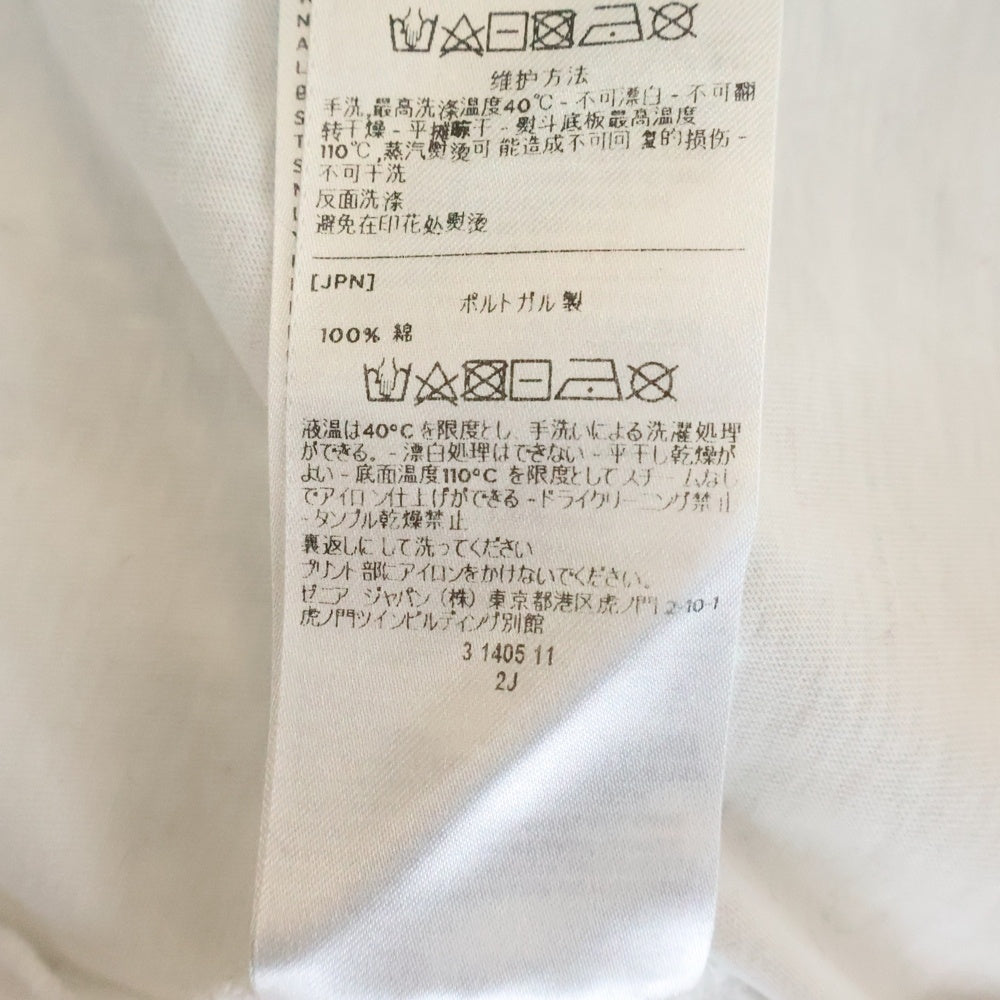 维护方法
手洗,最高洗涤温度40°C - 不可漂白 - 不可翻
转干燥 - 平摊晾干 - 熨斗底板最高温度
110°C,蒸汽熨烫可能造成不可回复的损伤 -
不可干洗
反面洗涤
避免在印花处熨烫
[JPN]
ポルトガル製
100% 綿
液温は40°Cを限度とし、手洗いによる洗濯処理
ができる。- 漂白処理はできない - 平干し乾燥が
よい - 底面温度110°Cを限度としてスチームなし
でアイロン仕上げができる - ドライクリーニング禁止
- タンブル乾燥禁止
裏返しにして洗ってください
プリント部にアイロンをかけないでください。
ゼニア ジャパン (株) 東京都港区虎ノ門 2-10-1
虎ノ門ツインビルディング別館
3 1405 11
2J